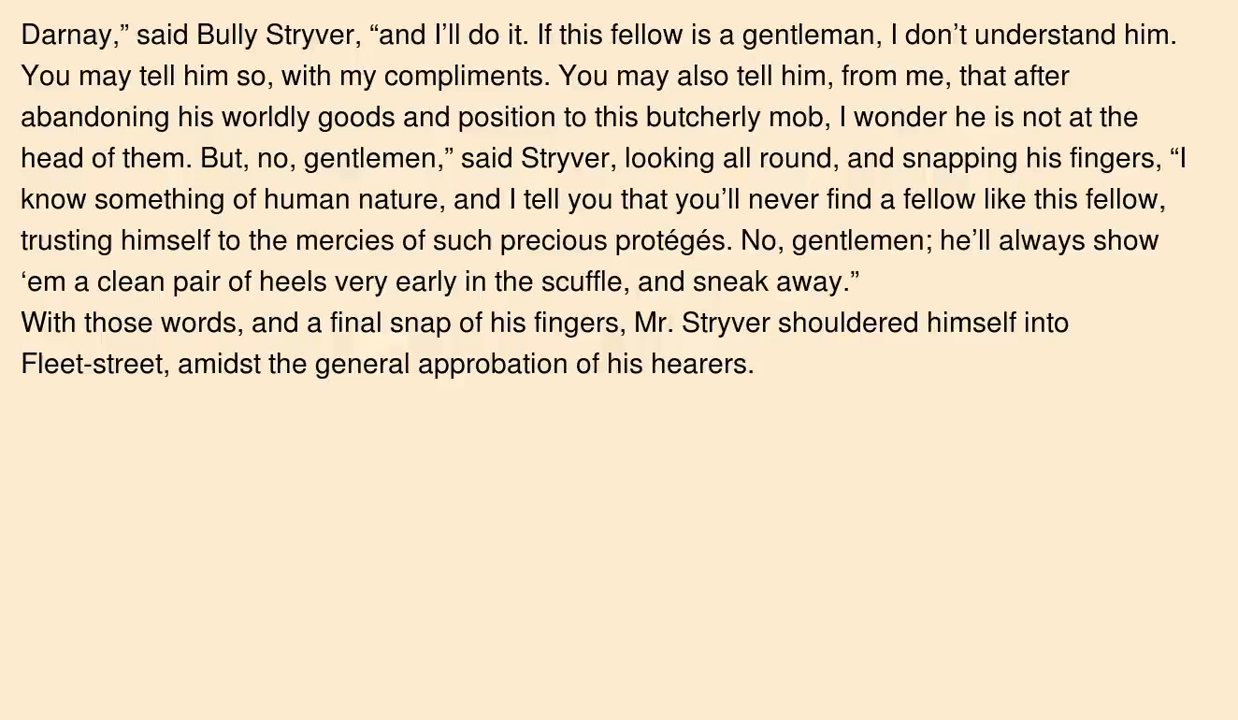 Darnay,” said Bully Stryver, “and I’ll do it. If this fellow is a gentleman, I don’t understand him.
You may tell him so, with my compliments. You may also tell him, from me, that after
abandoning his worldly goods and position to this butcherly mob, I wonder he is not at the
head of them. But, no, gentlemen,” said Stryver, looking all round, and snapping his fingers, “I
know something of human nature, and I tell you that you’ll never find a fellow like this fellow,
trusting himself to the mercies of such precious protégés. No, gentlemen; he’ll always show
‘em a clean pair of heels very early in the scuffle, and sneak away.”
With those words, and a final snap of his fingers, Mr. Stryver shouldered himself into
Fleet-street, amidst the general approbation of his hearers.